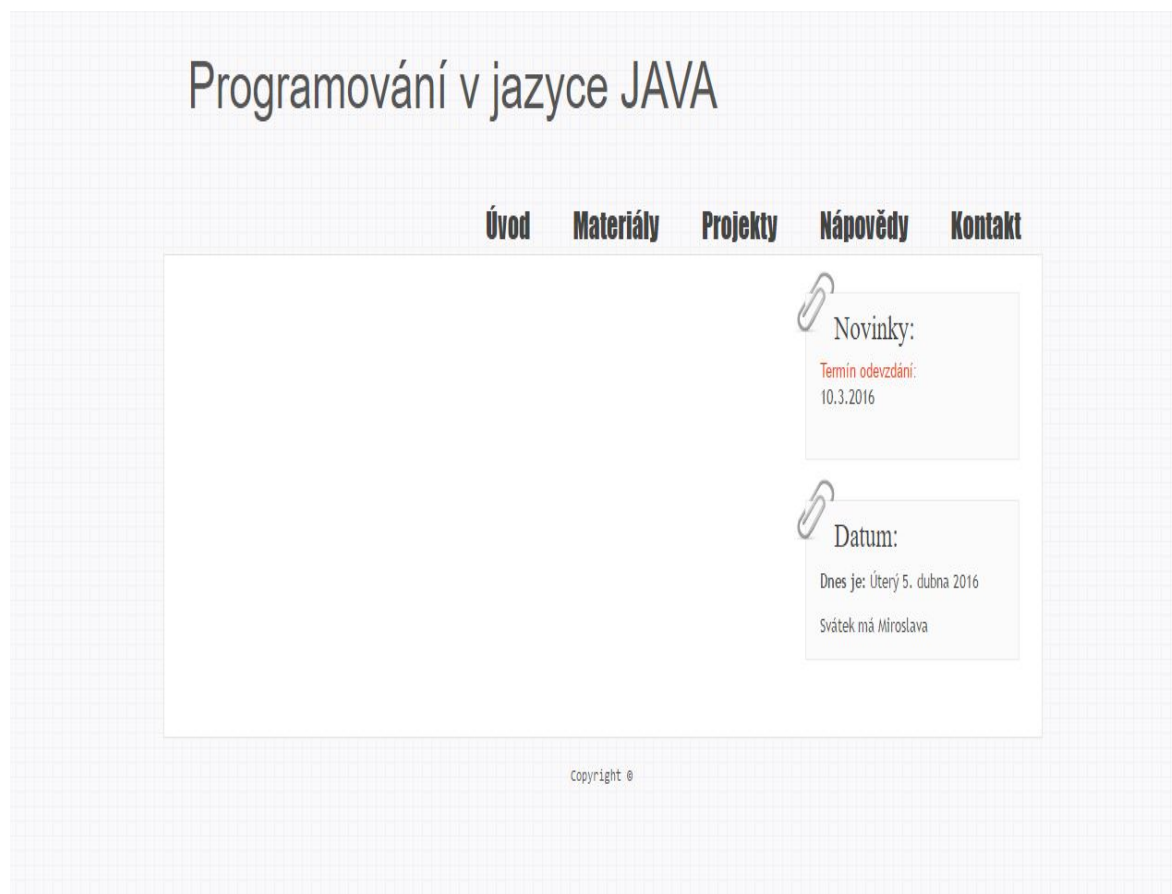 Programování v jazyce JAVA
Úvod Materiály Projekty Nápovědy Kontakt
Novinky:
Termín odevzdání:
10.3.2016
Datum:
Dnes je: Úterý 5. dubna 2016
Svátek má Miroslava
Copyright ©